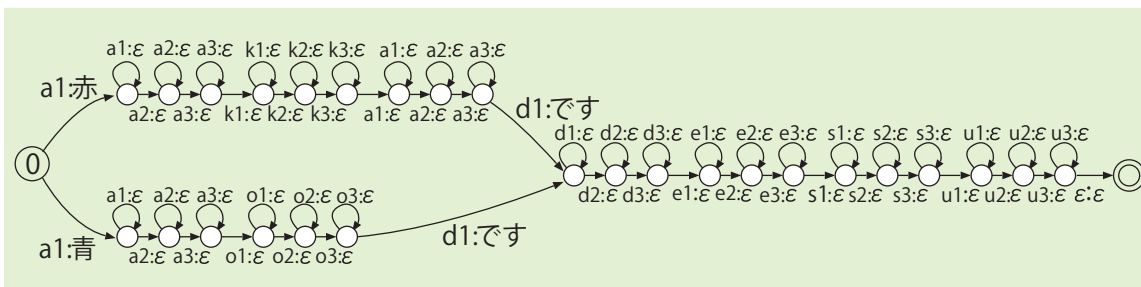 a1:ε a2:ε a3:ε k1:ε k2:ε k3:ε a1:ε a2:ε a3:ε
a1:赤
a2:ε a3:ε k1:ε k2:ε k3:ε a1:ε a2:ε a3:ε
d1:です
d1:ε d2:ε d3:ε e1:ε e2:ε e3:ε s1:ε s2:ε s3:ε u1:ε u2:ε u3:ε
0
d2:ε d3:ε e1:ε e2:ε e3:ε s1:ε s2:ε s3:ε u1:ε u2:ε u3:ε ε:ε
a1:ε a2:ε a3:ε o1:ε o2:ε o3:ε
d1:です
a1:青
a2:ε a3:ε o1:ε o2:ε o3:ε